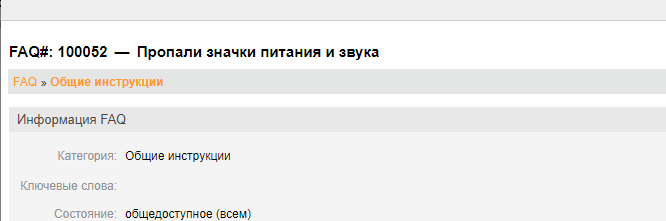 FAQ#: 100052 — Пропали значки питания и звука
FAQ » Общие инструкции
Информация FAQ
Категория: Общие инструкции
Ключевые слова:
Состояние: общедоступное (всем)